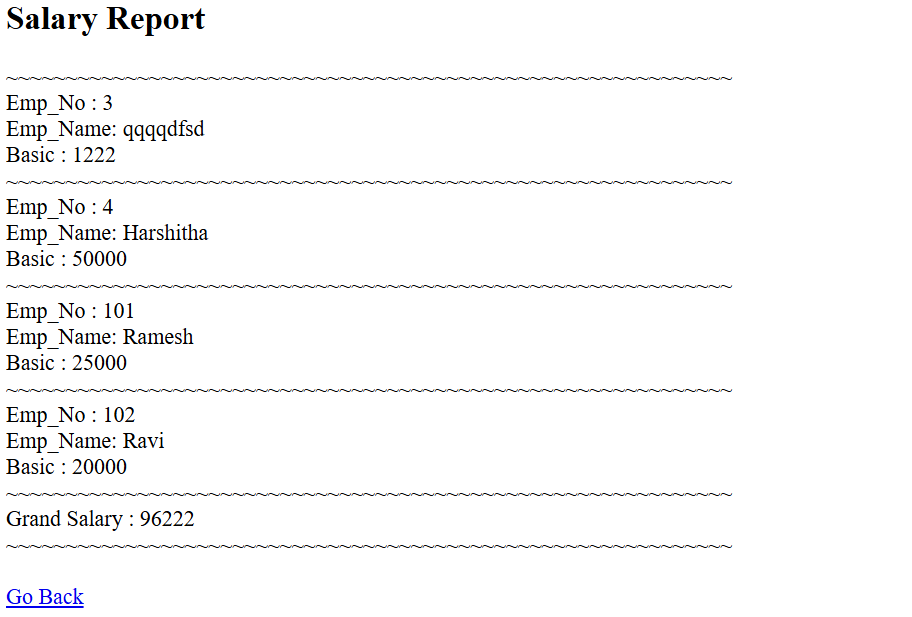 Salary Report
~~~~~~~~~~~~~~~~~~~~~~~~~~~~~~~~~~~~~~~~~~~~~~~~~~~~~~~~~~~~~
Emp_No : 3
Emp_Name: qqqqdfsd
Basic : 1222
~~~~~~~~~~~~~~~~~~~~~~~~~~~~~~~~~~~~~~~~~~~~~~~~~~~~~~~~~~~~~
Emp_No : 4
Emp_Name: Harshitha
Basic : 50000
~~~~~~~~~~~~~~~~~~~~~~~~~~~~~~~~~~~~~~~~~~~~~~~~~~~~~~~~~~~~~
Emp_No : 101
Emp_Name: Ramesh
Basic : 25000
~~~~~~~~~~~~~~~~~~~~~~~~~~~~~~~~~~~~~~~~~~~~~~~~~~~~~~~~~~~~~
Emp_No : 102
Emp_Name: Ravi
Basic : 20000
~~~~~~~~~~~~~~~~~~~~~~~~~~~~~~~~~~~~~~~~~~~~~~~~~~~~~~~~~~~~~
Grand Salary : 96222
~~~~~~~~~~~~~~~~~~~~~~~~~~~~~~~~~~~~~~~~~~~~~~~~~~~~~~~~~~~~~
Go Back